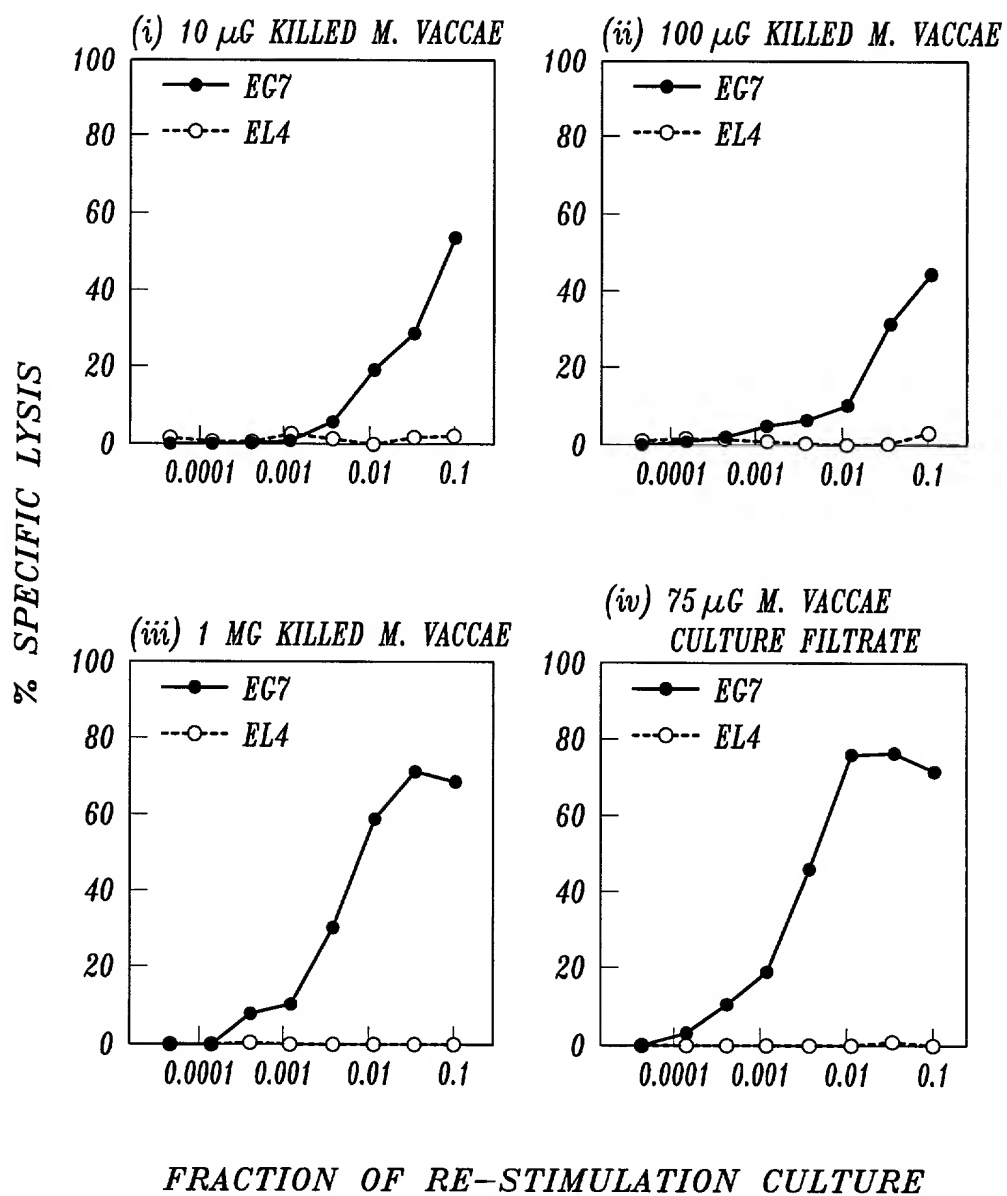 (i) 10 µG KILLED M. VACCAE
100
80
60
40
20
0
EG7
EL4
0.0001 0.001 0.01 0.1
(ii) 100 µG KILLED M. VACCAE
100
80
60
40
20
0
EG7
EL4
0.0001 0.001 0.01 0.1
% SPECIFIC LYSIS
(iii) 1 MG KILLED M. VACCAE
100
80
60
40
20
0
EG7
EL4
0.0001 0.001 0.01 0.1
(iv) 75 µG M. VACCAE
CULTURE FILTRATE
100
80
60
40
20
0
EG7
EL4
0.0001 0.001 0.01 0.1
FRACTION OF RE-STIMULATION CULTURE